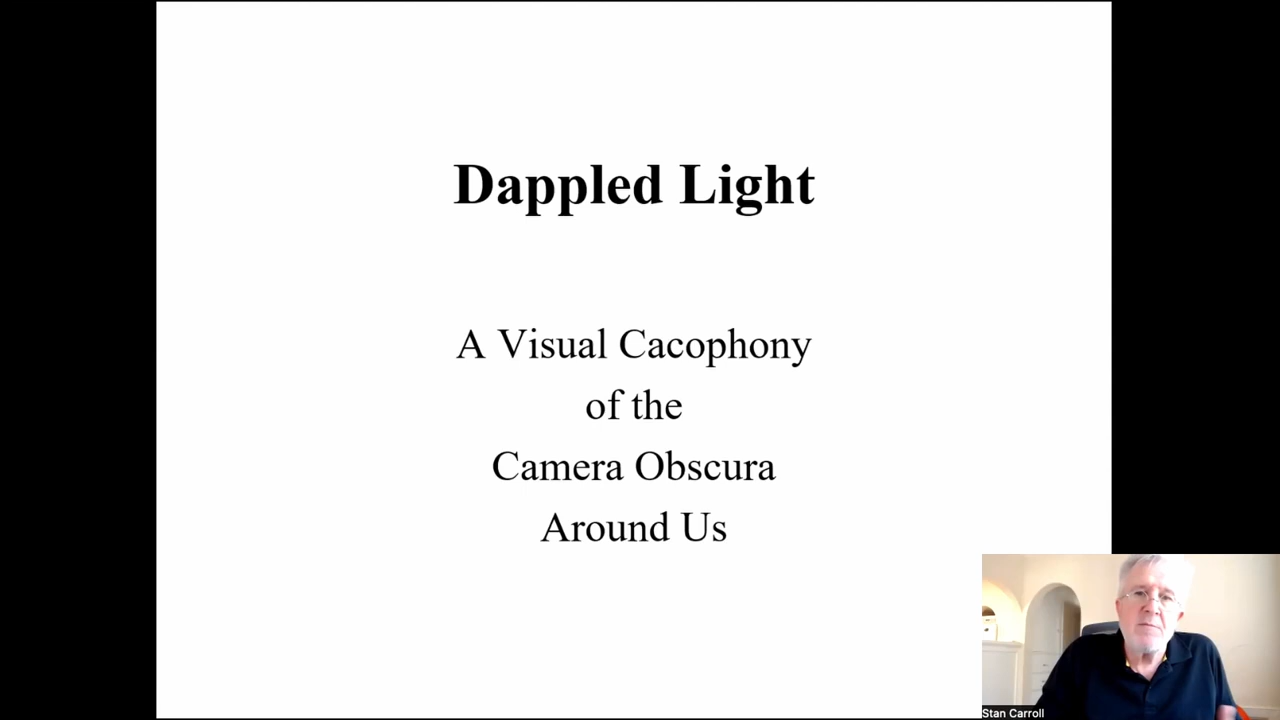 Dappled Light
A Visual Cacophony
of the
Camera Obscura
Around Us
Stan Carroll